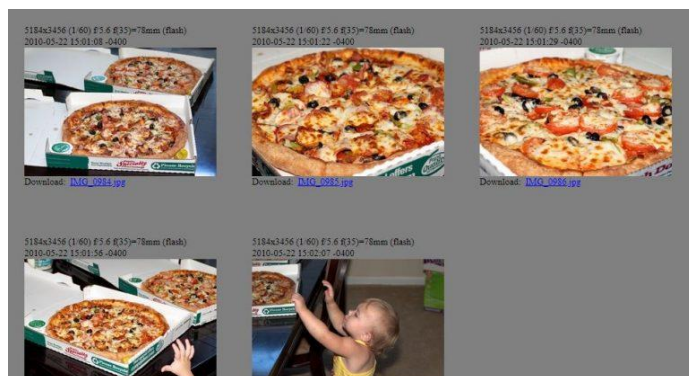 5184x3456 (1/60) f/5.6 f(35)=78mm (flash)
2010-05-22 15:01:08 -0400
Download: IMG_0984.jpg
5184x3456 (1/60) f/5.6 f(35)=78mm (flash)
2010-05-22 15:01:22 -0400
offers
Download: IMG_0985.jpg
5184x3456 (1/60) f/5.6 f(35)=78mm (flash)
2010-05-22 15:01:29 -0400
Download: IMG_0986.jpg
5184x3456 (1/60) f/5.6 f(35)=78mm (flash)
2010-05-22 15:01:56 -0400
5184x3456 (1/60) f/5.6 f(35)=78mm (flash)
2010-05-22 15:02:07 -0400